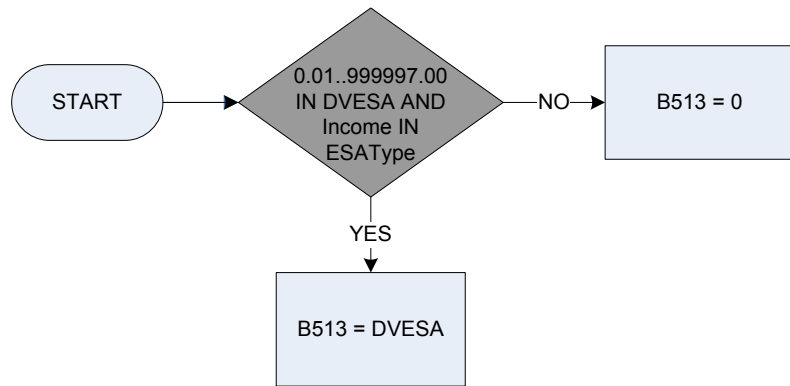 START
0.01..999997.00
IN DVESA AND
Income IN
ESAType
NO
B513 = 0
YES
B513 = DVESA